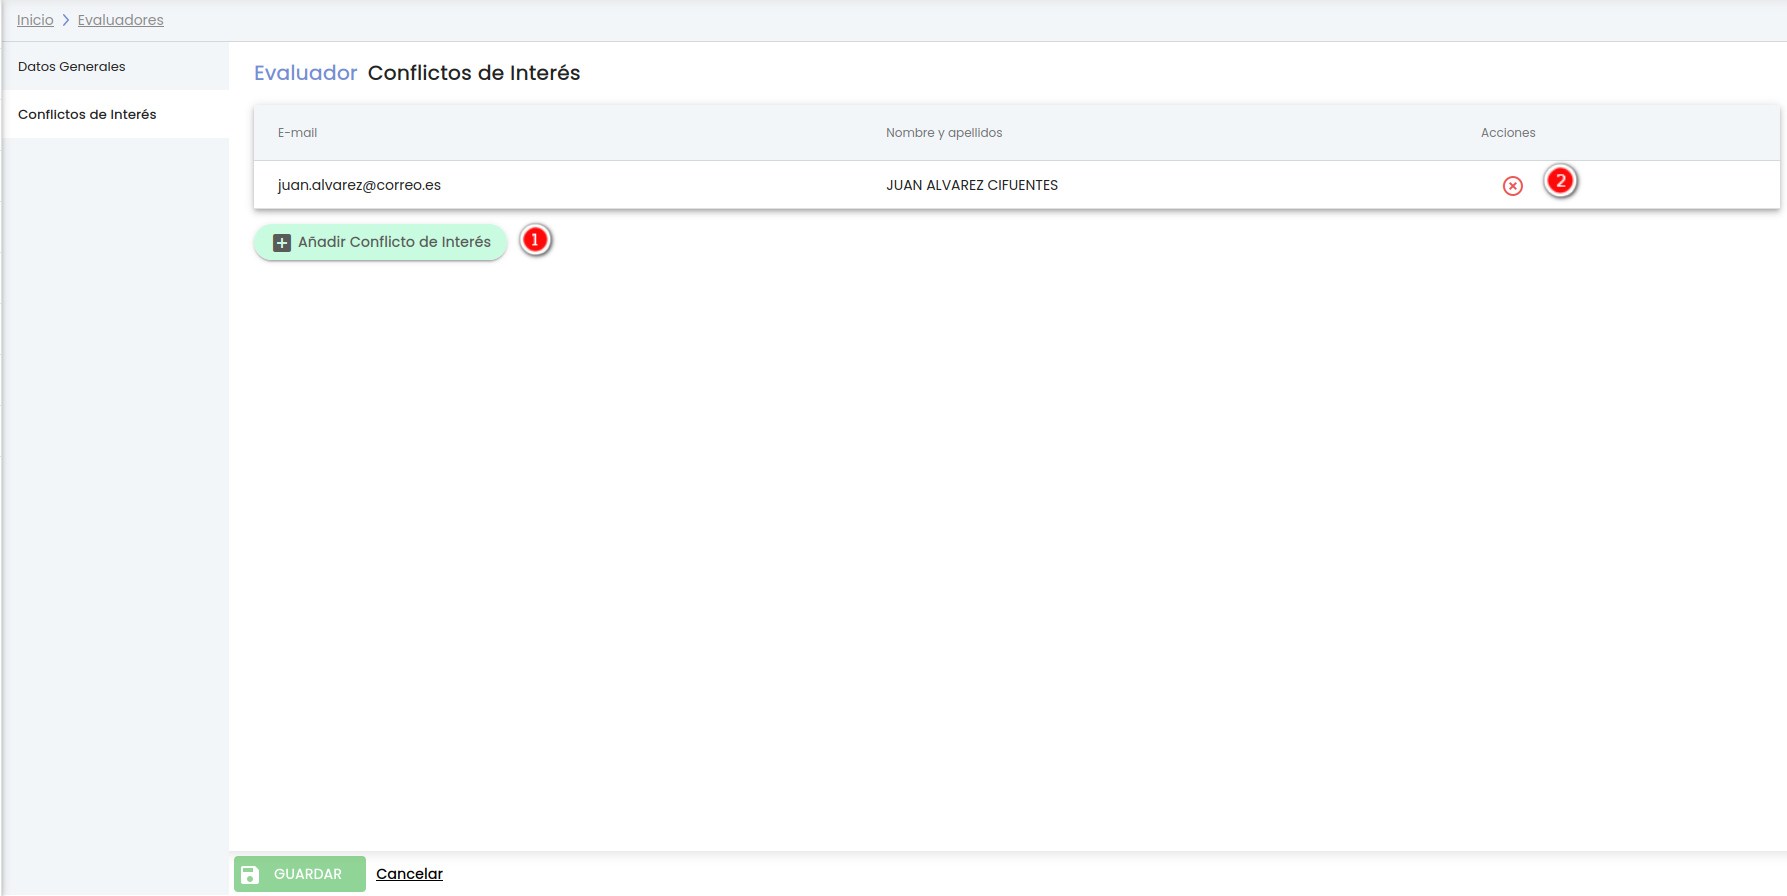 Inicio > Evaluadores
Datos Generales
Conflictos de Interés
Evaluador Conflictos de Interés
E-mail Nombre y apellidos Acciones
juan.alvarez@correo.es JUAN ALVAREZ CIFUENTES 2
Añadir Conflicto de Interés 1
GUARDAR Cancelar